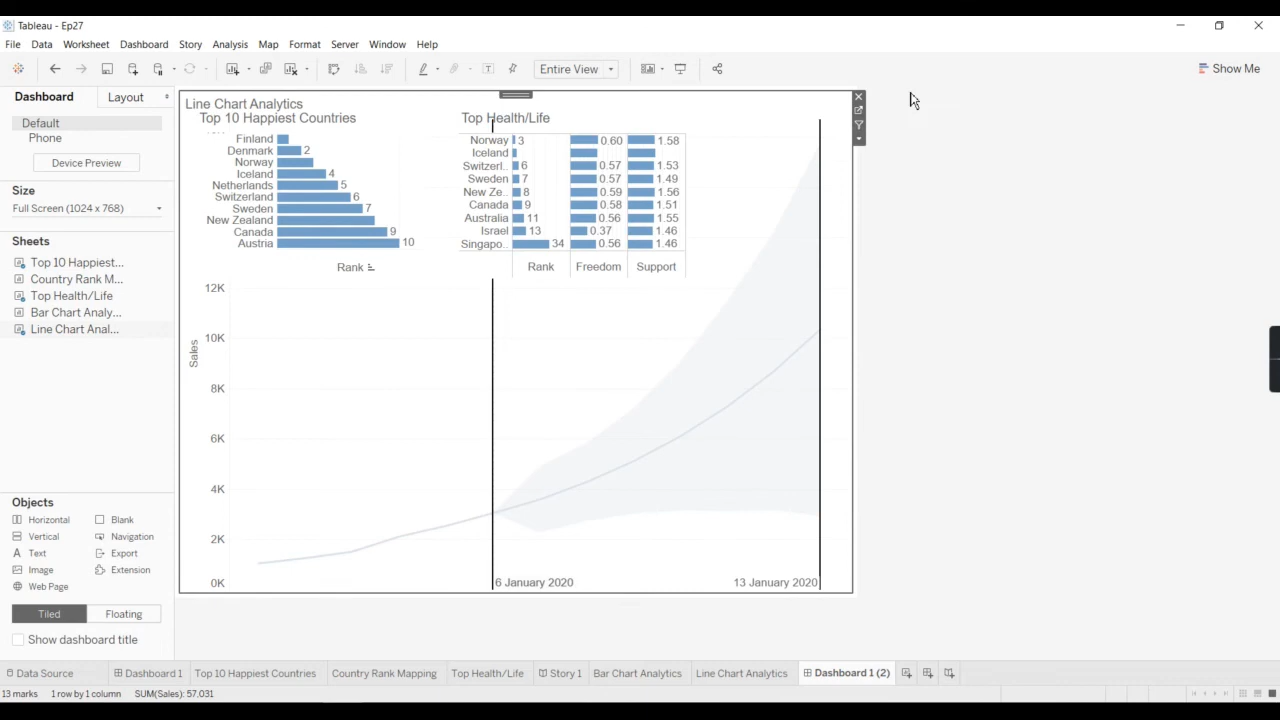 Tableau - Ep27
File Data Worksheet Dashboard Story Analysis Map Format Server Window Help
Entire View
Show Me
Dashboard Layout
Default
Phone
Device Preview
Size
Full Screen (1024 x 768)
Sheets
Top 10 Happiest...
Country Rank M...
Top Health/Life
Bar Chart Analy...
Line Chart Anal...
Objects
Horizontal Blank
Vertical Navigation
Text Export
Image Extension
Web Page
Tiled Floating
Show dashboard title
Line Chart Analytics
Top 10 Happiest Countries
Finland
Denmark 2
Norway
Iceland 4
Netherlands 5
Switzerland 6
Sweden 7
New Zealand
Canada 9
Austria 10
Rank
Top Health/Life
Norway 3 0.60 1.58
Iceland
Switzerl.. 6 0.57 1.53
Sweden 7 0.57 1.49
New Ze.. 8 0.59 1.56
Canada 9 0.58 1.51
Australia 11 0.56 1.55
Israel 13 0.37 1.46
Singapo.. 34 0.56 1.46
Rank Freedom Support
12K
10K
8K
6K
4K
2K
0K
Sales
6 January 2020 13 January 2020
Data Source Dashboard 1 Top 10 Happiest Countries Country Rank Mapping Top Health/Life Story 1 Bar Chart Analytics Line Chart Analytics Dashboard 1 (2)
13 marks 1 row by 1 column SUM(Sales): 57,031